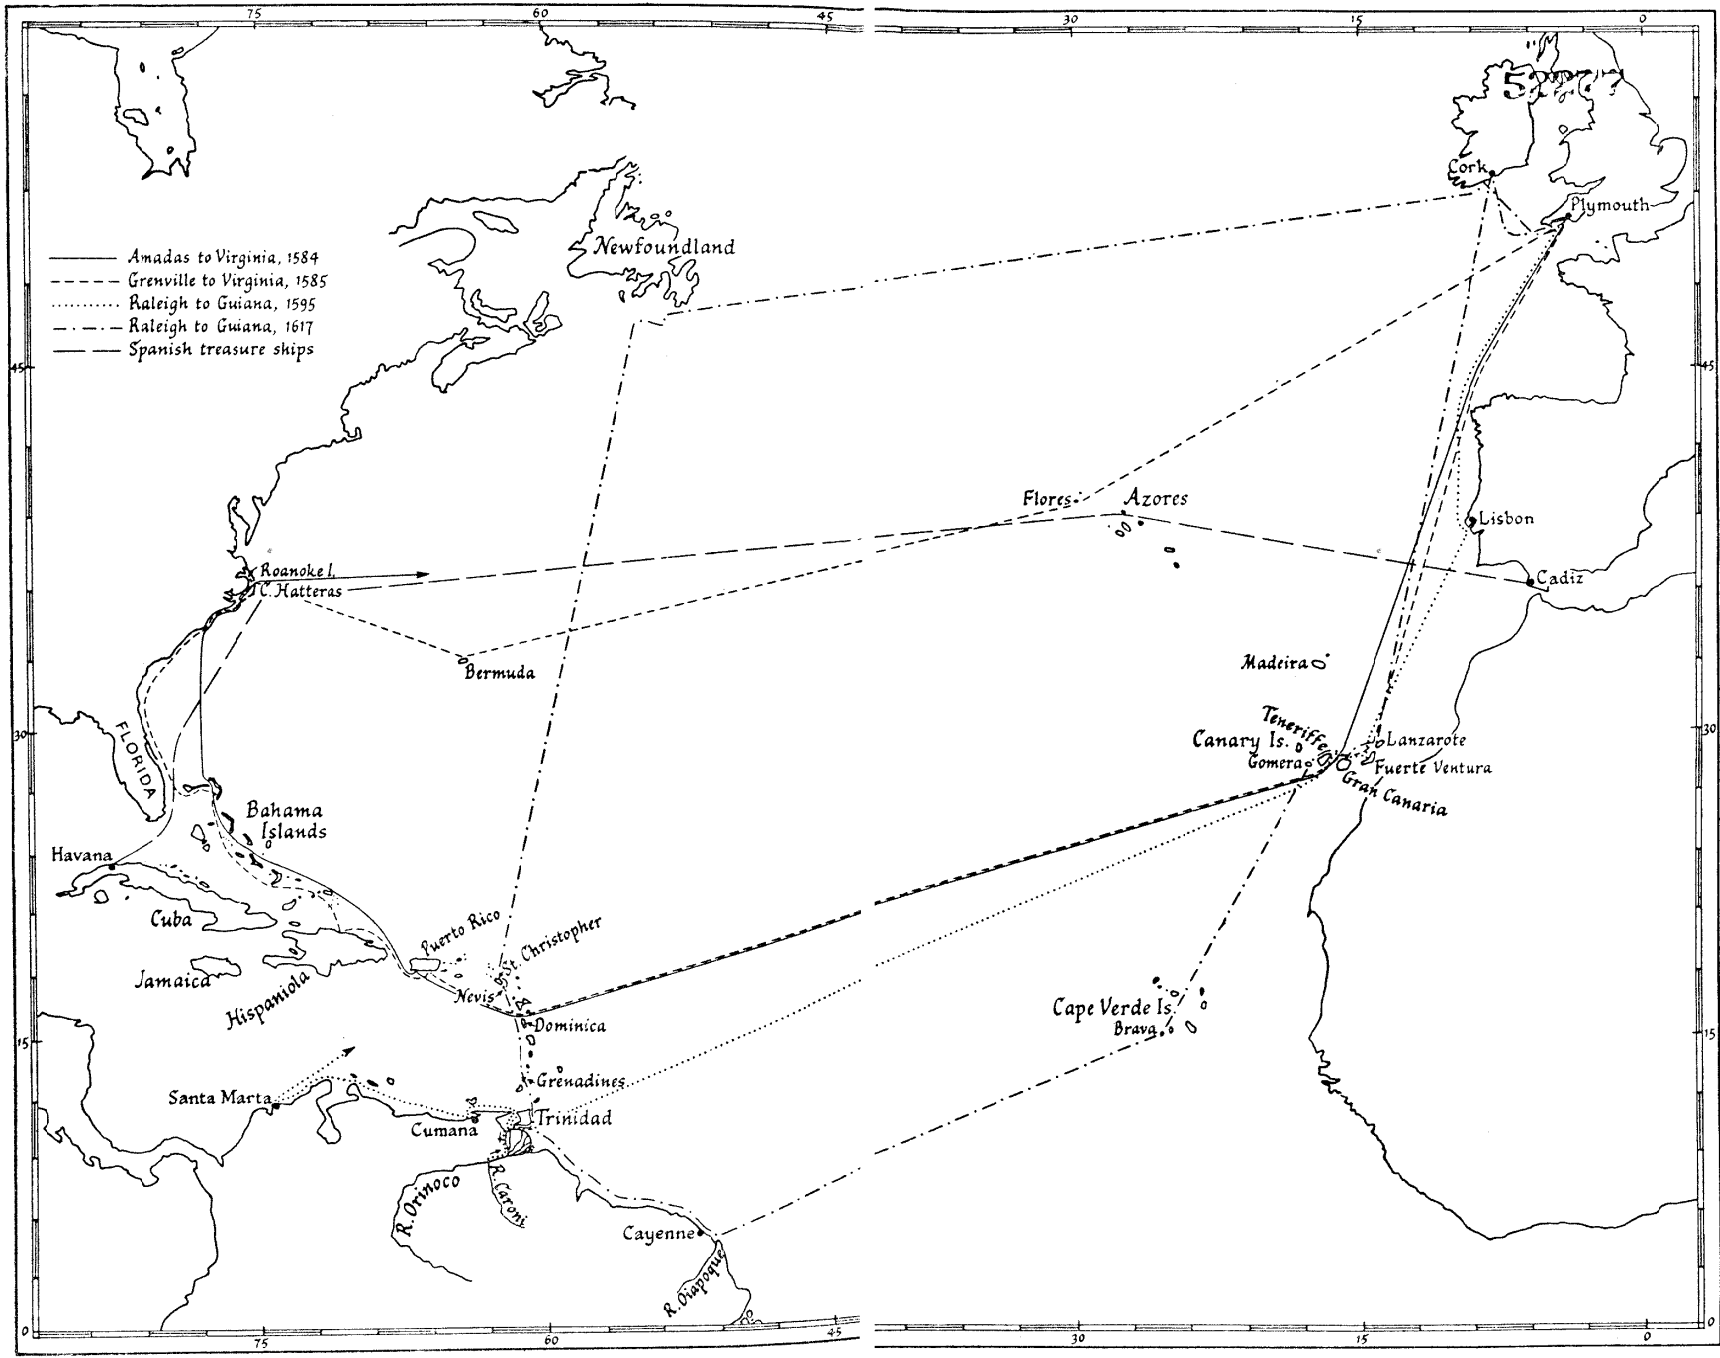 75 60 45 30 15 0
Cork
Plymouth
Newfoundland
Amadas to Virginia, 1584
Grenville to Virginia, 1585
Raleigh to Guiana, 1595
Raleigh to Guiana, 1617
Spanish treasure ships
45 45
Flores
Azores
Lisbon
Roanoke I.
C. Hatteras
Cadiz
Bermuda
Madeira
FLORIDA
30 30
Teneriffe
Canary Is.
Lanzarote
Gomera
Fuerte Ventura
Gran Canaria
Bahama
Islands
Havana
Cuba
Puerto Rico
St. Christopher
Jamaica
Hispaniola
Nevis
Dominica
Cape Verde Is.
Brava
15 15
Grenadines
Santa Marta
Trinidad
Cumana
R. Orinoco
R. Caroni
Cayenne
R. Oiapoque
0 0
75 60 45 30 15 0